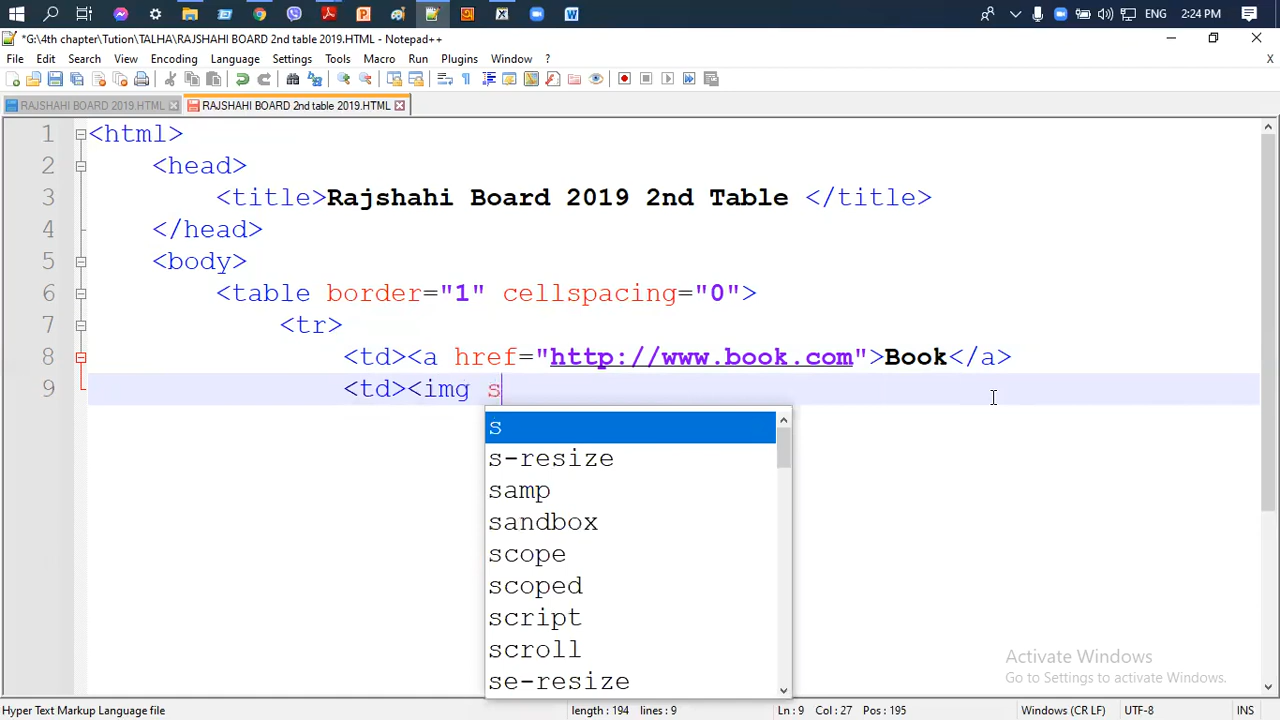 ENG 2:24 PM
*G:\4th chapter\Tution\TALHA\RAJSHAHI BOARD 2nd table 2019.HTML - Notepad++
File Edit Search View Encoding Language Settings Tools Macro Run Plugins Window ? X
RAJSHAHI BOARD 2019.HTML RAJSHAHI BOARD 2nd table 2019.HTML
1 <html>
2 <head>
3 <title>Rajshahi Board 2019 2nd Table </title>
4 </head>
5 <body>
6 <table border="1" cellspacing="0">
7 <tr>
8 <td><a href="http://www.book.com">Book</a>
9 <td><img s
s
s-resize
samp
sandbox
scope
scoped
script
scroll
se-resize
Activate Windows
Go to Settings to activate Windows.
Hyper Text Markup Language file length : 194 lines : 9 Ln : 9 Col : 27 Pos : 195 Windows (CR LF) UTF-8 INS